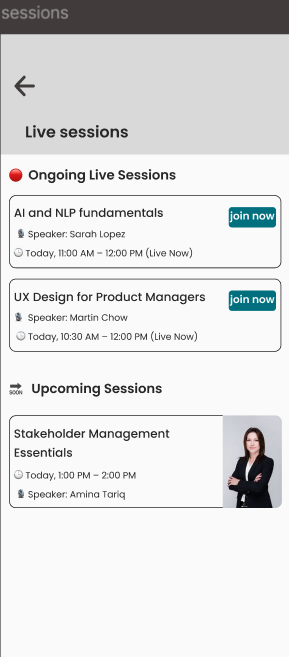 sessions
Live sessions
Ongoing Live Sessions
AI and NLP fundamentals
join now
Speaker: Sarah Lopez
Today, 11:00 AM – 12:00 PM (Live Now)
UX Design for Product Managers
join now
Speaker: Martin Chow
Today, 10:30 AM – 12:00 PM (Live Now)
SOON
Upcoming Sessions
Stakeholder Management
Essentials
Today, 1:00 PM – 2:00 PM
Speaker: Amina Tariq